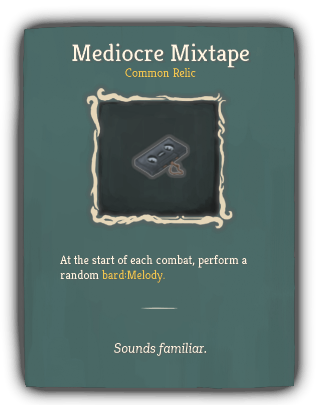 Mediocre Mixtape
Common Relic
At the start of each combat, perform a
random bard:Melody.
Sounds familiar.